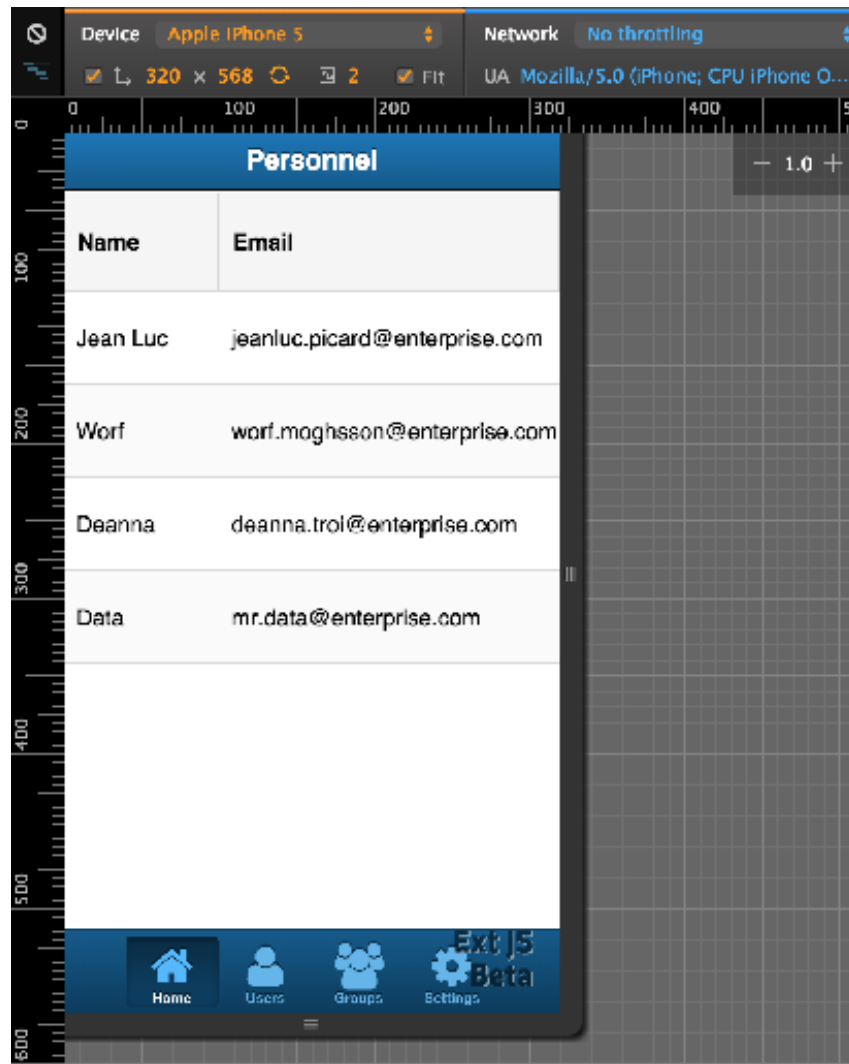 Device Apple iPhone 5 Network No throttling
320 × 568 2 Fit UA Mozilla/5.0 (iPhone; CPU iPhone O...
0 100 200 300 400 5
0
Personnel
− 1.0 +
Name Email
100
Jean Luc jeanluc.picard@enterprise.com
200
Worf worf.moghsson@enterprise.com
Deanna deanna.troi@enterprise.com
300
Data mr.data@enterprise.com
400
500
Ext J5
Beta
Home Users Groups Settings
600